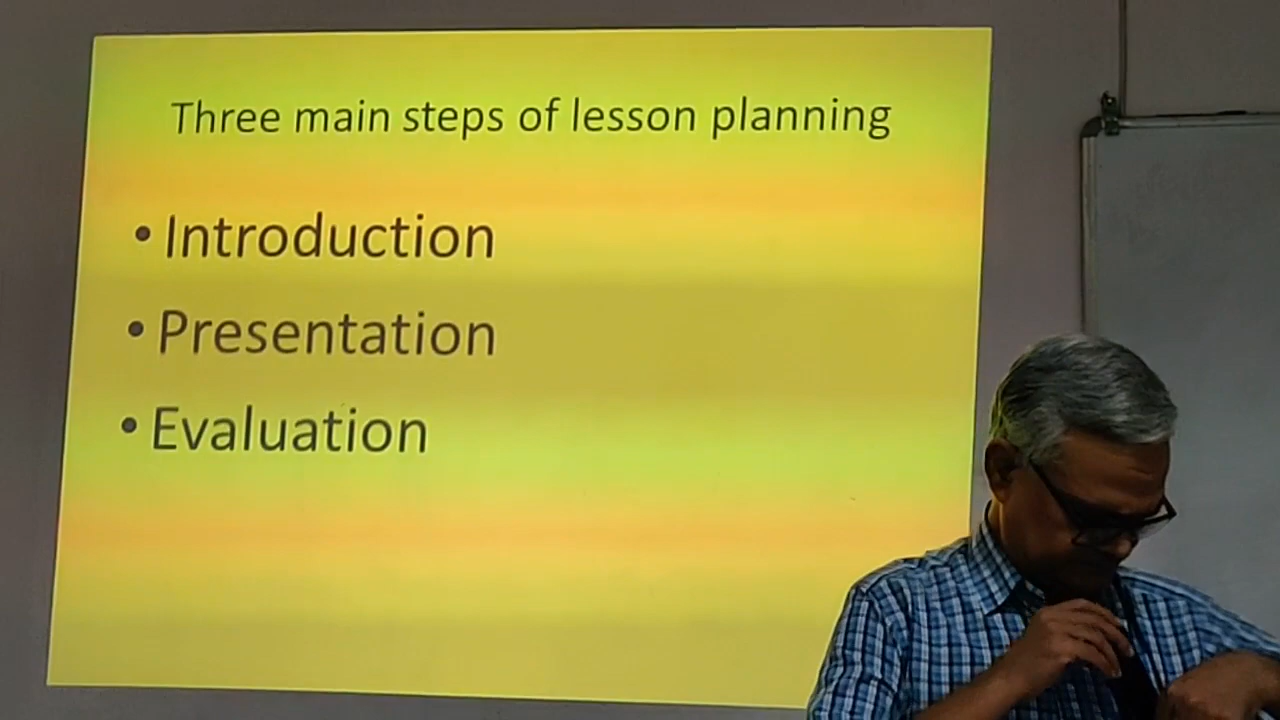 Three main steps of lesson planning
• Introduction
• Presentation
• Evaluation